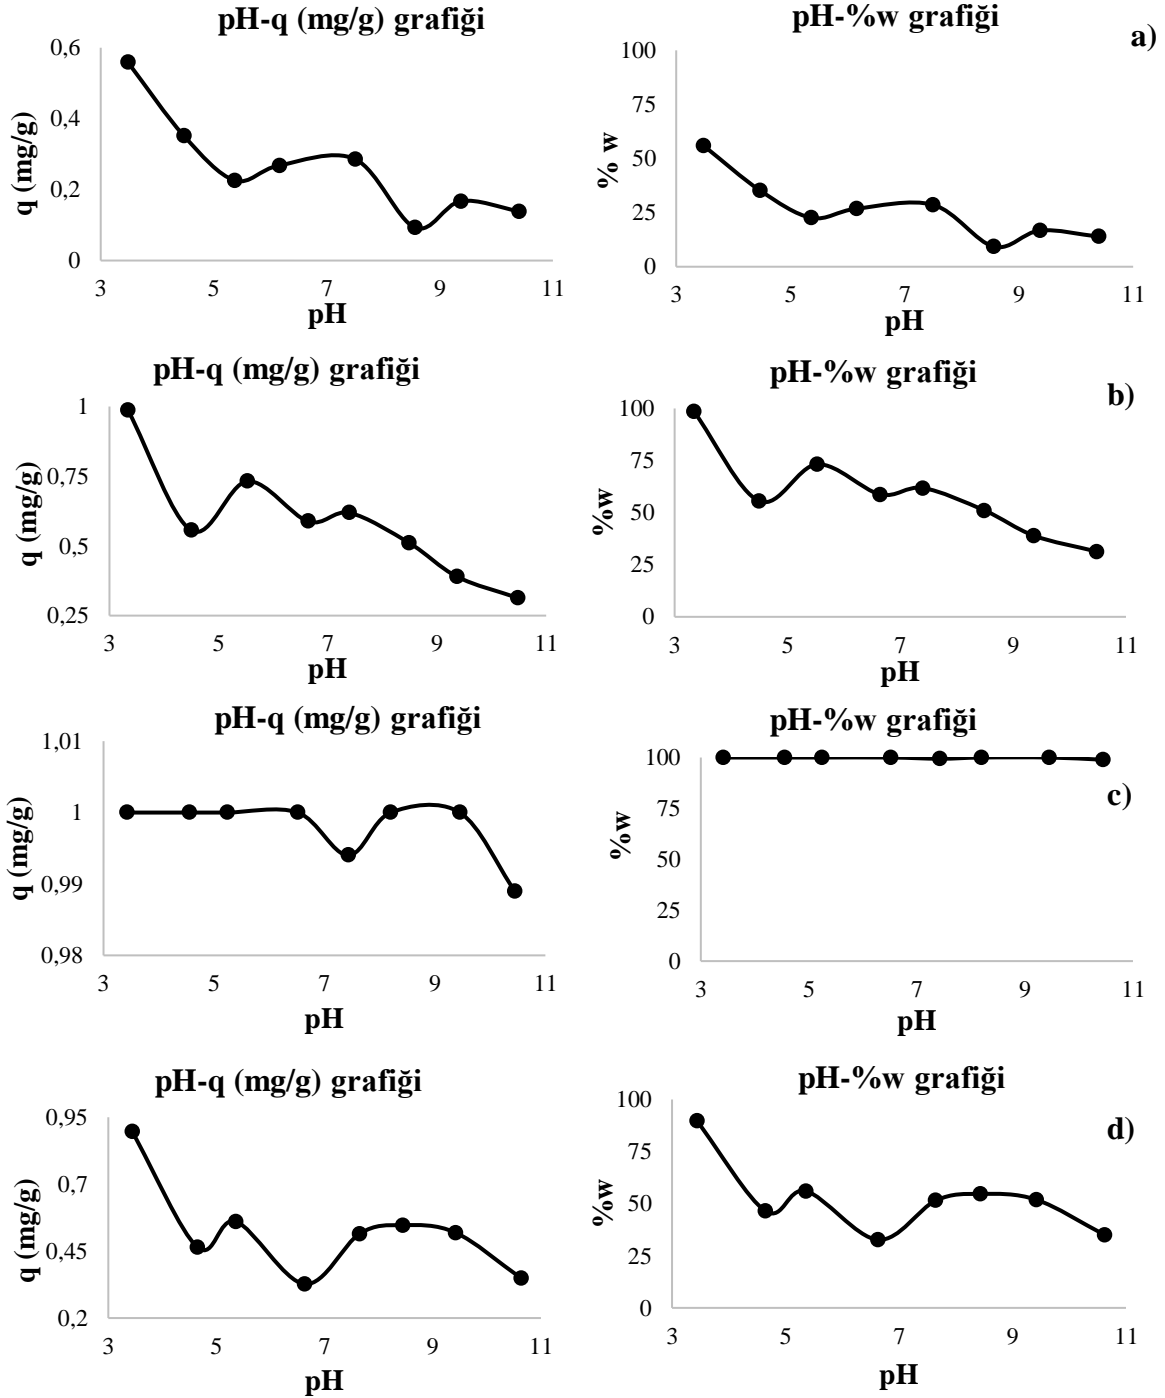 pH-q (mg/g) grafiği
0,6
0,4
0,2
0
q (mg/g)
3 5 7 9 11
pH
pH-%w grafiği
a)
100
75
50
25
0
% w
3 5 7 9 11
pH
pH-q (mg/g) grafiği
1
0,75
0,5
0,25
q (mg/g)
3 5 7 9 11
pH
pH-%w grafiği
b)
100
75
50
25
0
%w
3 5 7 9 11
pH
pH-q (mg/g) grafiği
1,01
1
0,99
0,98
q (mg/g)
3 5 7 9 11
pH
pH-%w grafiği
c)
100
75
50
25
0
%w
3 5 7 9 11
pH
pH-q (mg/g) grafiği
0,95
0,7
0,45
0,2
q (mg/g)
3 5 7 9 11
pH
pH-%w grafiği
d)
100
75
50
25
0
%w
3 5 7 9 11
pH